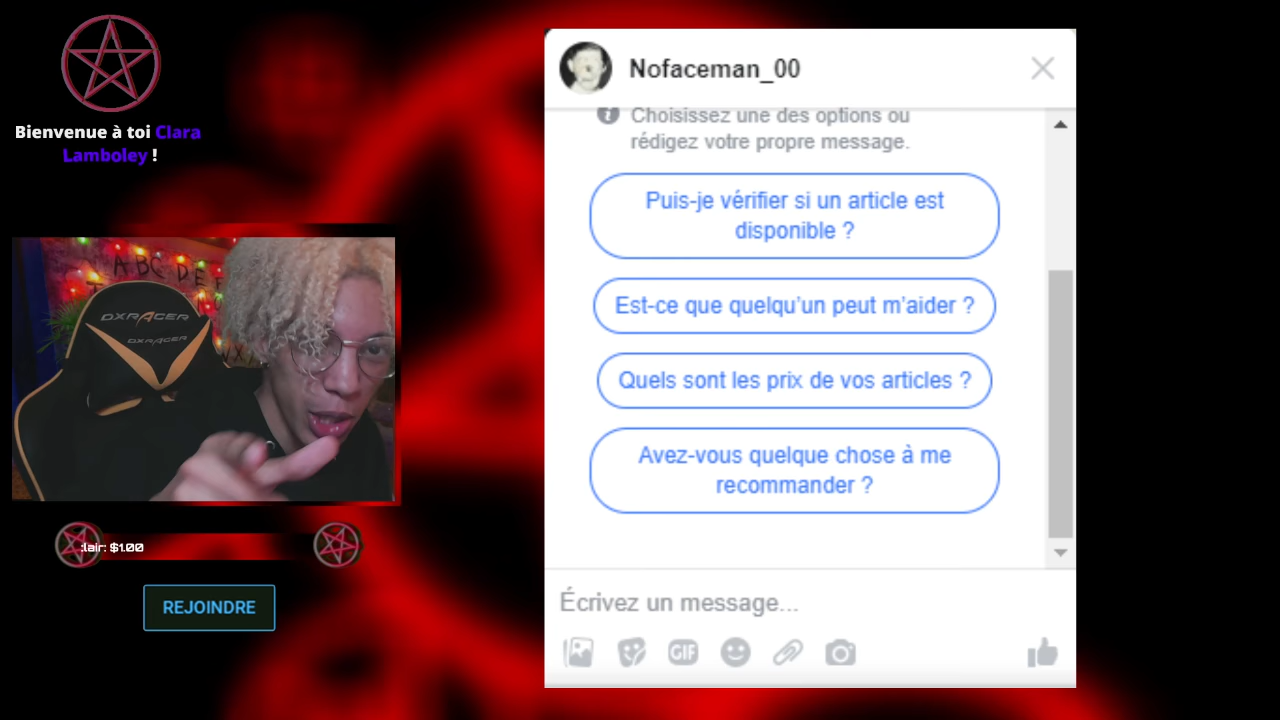 Bienvenue à toi Clara
Lamboley !
ABC DE
DXRACER
DXRACER
:lair: $1.00
REJOINDRE
Nofaceman_00
Choisissez une des options ou
rédigez votre propre message.
Puis-je vérifier si un article est
disponible ?
Est-ce que quelqu'un peut m'aider ?
Quels sont les prix de vos articles ?
Avez-vous quelque chose à me
recommander ?
Écrivez un message...
GIF